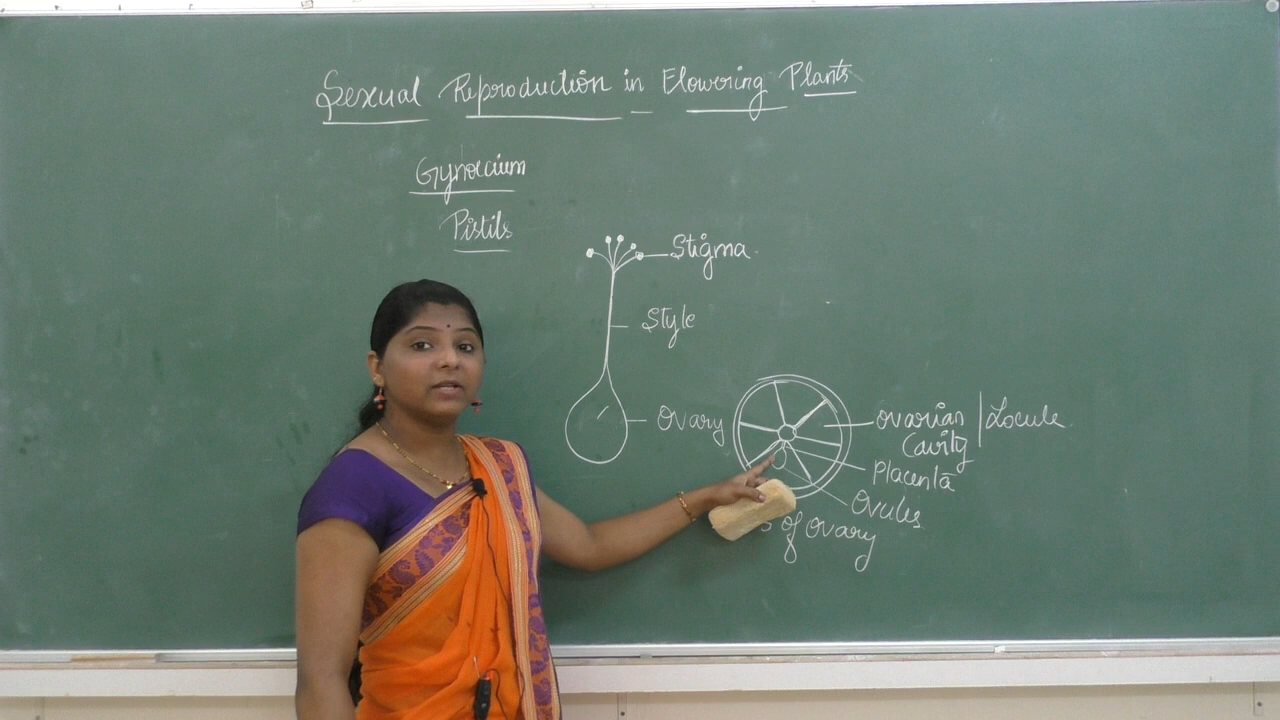 Sexual Reproduction in Flowering Plants
Gynoecium
Pistils
Stigma
Style
Ovary
Ovarian Cavity | Locule
Placenta
Ovules
of Ovary